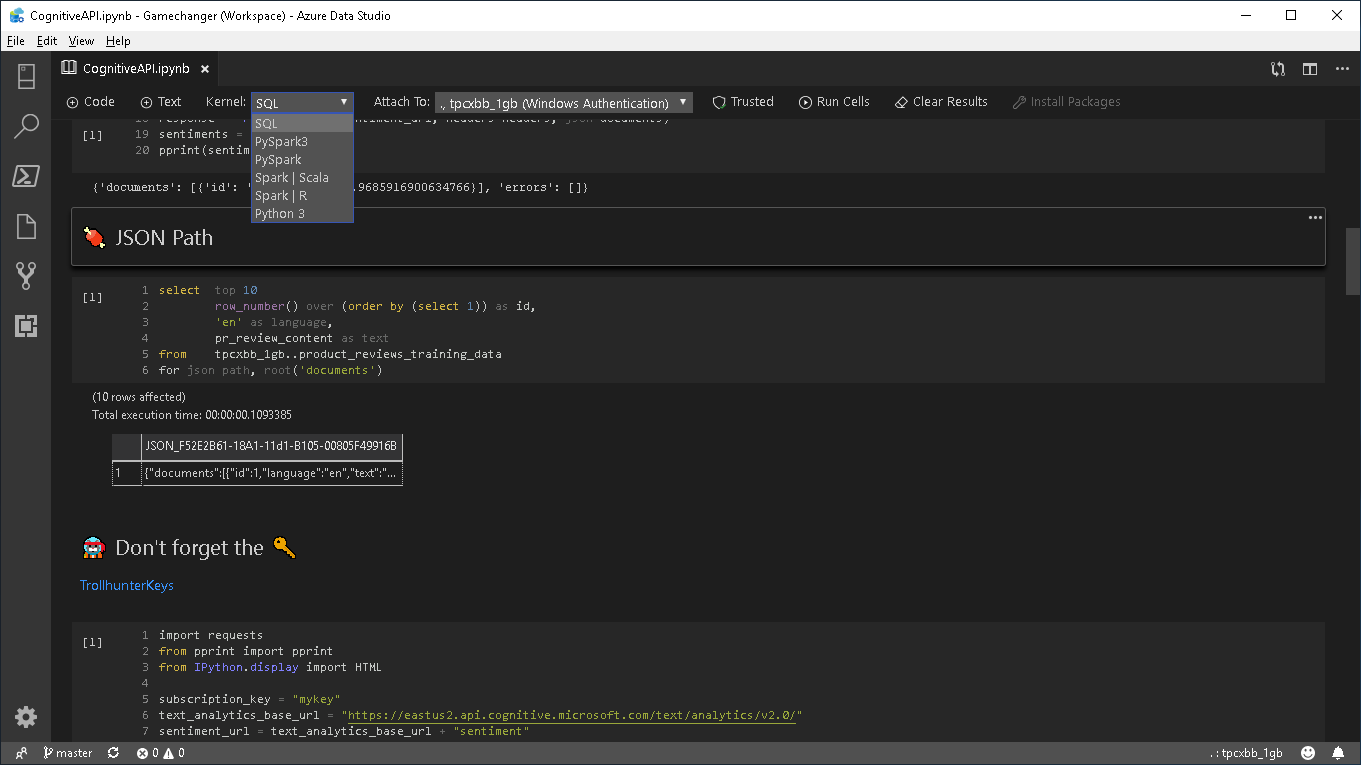 CognitiveAPI.ipynb - Gamechanger (Workspace) - Azure Data Studio
File Edit View Help
CognitiveAPI.ipynb
Code Text Kernel: SQL Attach To: ., tpcxbb_1gb (Windows Authentication) Trusted Run Cells Clear Results Install Packages
SQL
PySpark3
PySpark
Spark | Scala
Spark | R
Python 3
[1]
19 sentiments =
20 pprint(sentim
{'documents': [{'id': ' .9685916900634766}], 'errors': []}
JSON Path
[1]
1 select top 10
2 row_number() over (order by (select 1)) as id,
3 'en' as language,
4 pr_review_content as text
5 from tpcxbb_1gb..product_reviews_training_data
6 for json path, root('documents')
(10 rows affected)
Total execution time: 00:00:00.1093385
JSON_F52E2B61-18A1-11d1-B105-00805F49916B
1 {"documents":[{"id":1,"language":"en","text":"...
Don't forget the
TrollhunterKeys
[1]
1 import requests
2 from pprint import pprint
3 from IPython.display import HTML
4
5 subscription_key = "mykey"
6 text_analytics_base_url = "https://eastus2.api.cognitive.microsoft.com/text/analytics/v2.0/"
7 sentiment_url = text_analytics_base_url + "sentiment"
master 0 0 . : tpcxbb_1gb